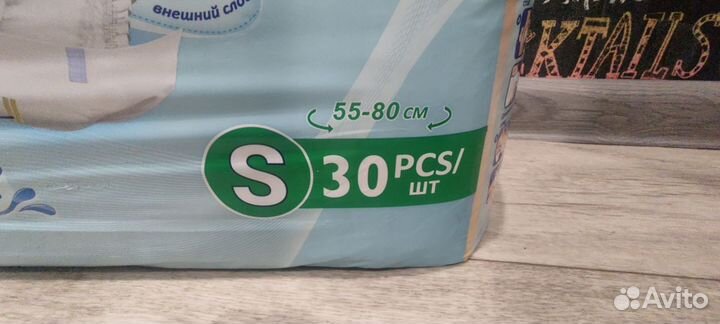 внешний слой
KTAILS
55-80 см
S 30 PCS/
шт
Avito